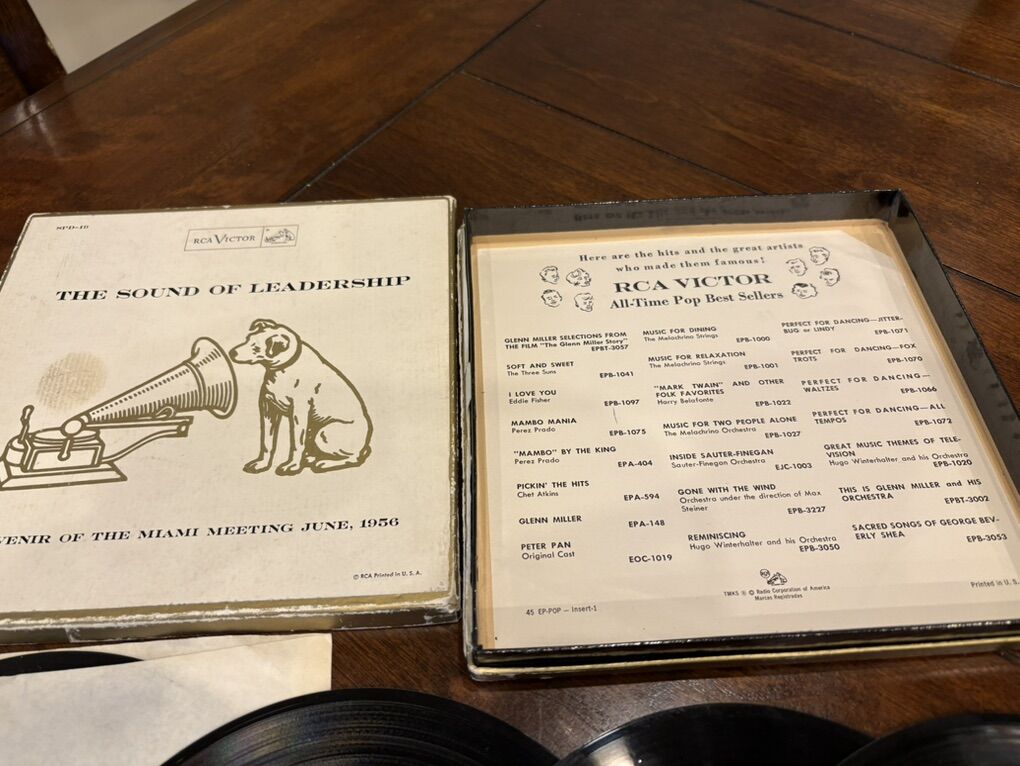 SPD-19
RCA VICTOR
THE SOUND OF LEADERSHIP
VENIR OF THE MIAMI MEETING JUNE, 1956
© RCA Printed in U. S. A.
Here are the hits and the great artists
who made them famous!
RCA VICTOR
All-Time Pop Best Sellers
GLENN MILLER SELECTIONS FROM
THE FILM "The Glenn Miller Story"
EPBT-3057
SOFT AND SWEET
The Three Suns
EPB-1041
I LOVE YOU
Eddie Fisher
EPB-1097
MAMBO MANIA
Perez Prado
EPB-1075
"MAMBO" BY THE KING
Perez Prado
EPA-404
PICKIN' THE HITS
Chet Atkins
EPA-594
GLENN MILLER
EPA-148
PETER PAN
Original Cast
EOC-1019
MUSIC FOR DINING
The Melachrino Strings
EPB-1000
MUSIC FOR RELAXATION
The Melachrino Strings
EPB-1001
"MARK TWAIN" AND OTHER
FOLK FAVORITES
Harry Belafonte
EPB-1022
MUSIC FOR TWO PEOPLE ALONE
The Melachrino Orchestra
EPB-1027
INSIDE SAUTER-FINEGAN
Sauter-Finegan Orchestra
EJC-1003
GONE WITH THE WIND
Orchestra under the direction of Max
Steiner
EPB-3227
REMINISCING
Hugo Winterhalter and his Orchestra
EPB-3050
PERFECT FOR DANCING—JITTER-
BUG or LINDY
EPB-1071
PERFECT FOR DANCING—FOX
TROTS
EPB-1070
PERFECT FOR DANCING—
WALTZES
EPB-1066
PERFECT FOR DANCING—ALL
TEMPOS
EPB-1072
GREAT MUSIC THEMES OF TELE-
VISION
Hugo Winterhalter and his Orchestra
EPB-1020
THIS IS GLENN MILLER and HIS
ORCHESTRA
EPBT-3002
SACRED SONGS OF GEORGE BEV-
ERLY SHEA
EPB-3053
TMKS ® © Radio Corporation of America
Marcas Registradas
45 EP-POP — Insert-1
Printed in U. S.